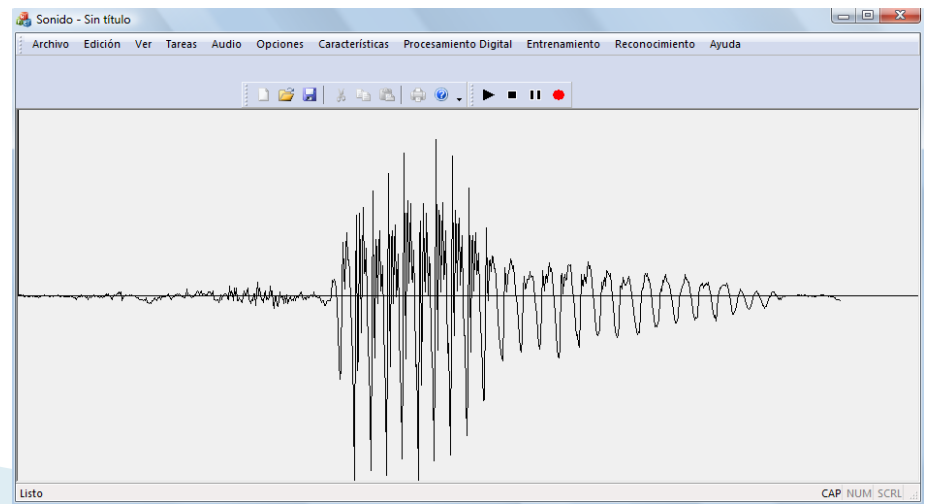 Sonido - Sin título
Archivo Edición Ver Tareas Audio Opciones Características Procesamiento Digital Entrenamiento Reconocimiento Ayuda
Listo CAP NUM SCRL